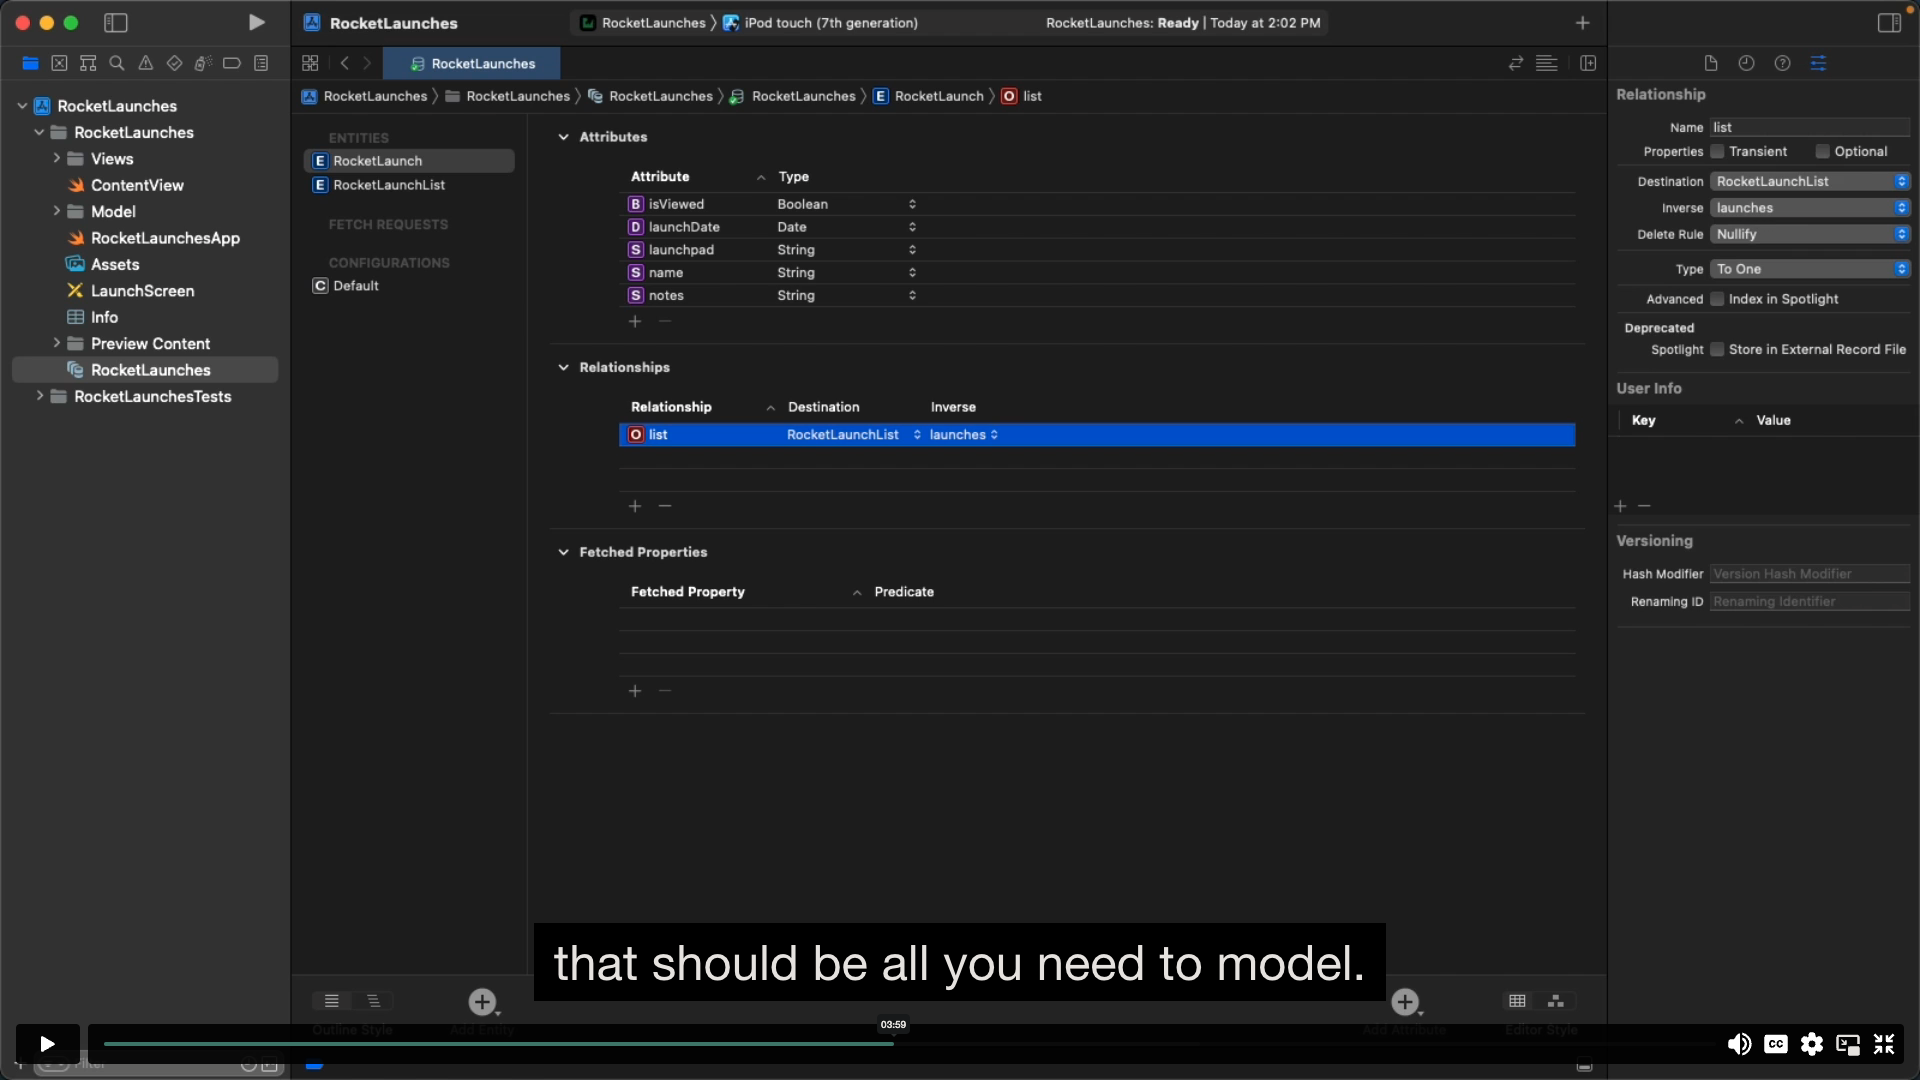 RocketLaunches
RocketLaunches 〉 iPod touch (7th generation)
RocketLaunches: Ready | Today at 2:02 PM
RocketLaunches
RocketLaunches 〉 RocketLaunches 〉 RocketLaunches 〉 RocketLaunches 〉 E RocketLaunch 〉 O list
RocketLaunches
RocketLaunches
Views
ContentView
Model
RocketLaunchesApp
Assets
LaunchScreen
Info
Preview Content
RocketLaunches
RocketLaunchesTests
Filter
ENTITIES
E RocketLaunch
E RocketLaunchList
FETCH REQUESTS
CONFIGURATIONS
C Default
Attributes
Attribute Type
B isViewed Boolean
D launchDate Date
S launchpad String
S name String
S notes String
Relationships
Relationship Destination Inverse
O list RocketLaunchList launches
Fetched Properties
Fetched Property Predicate
Relationship
Name list
Properties Transient Optional
Destination RocketLaunchList
Inverse launches
Delete Rule Nullify
Type To One
Advanced Index in Spotlight
Deprecated
Spotlight Store in External Record File
User Info
Key Value
Versioning
Hash Modifier Version Hash Modifier
Renaming ID Renaming Identifier
that should be all you need to model.
Outline Style Add Entity Add Attribute Editor Style
03:59
CC